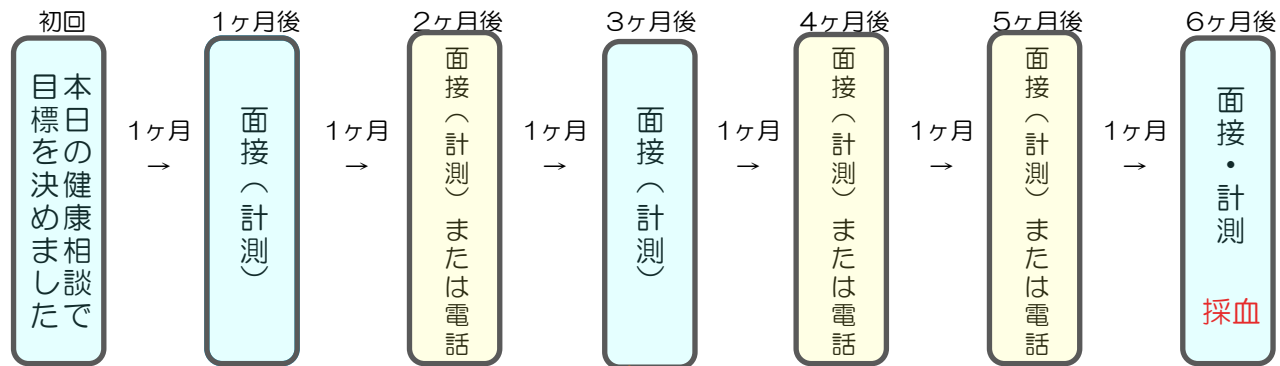 初回
本日の健康相談で
目標を決めました
1ヶ月
→
1ヶ月後
面接（計測）
1ヶ月
→
2ヶ月後
面接（計測）または電話
1ヶ月
→
3ヶ月後
面接（計測）
1ヶ月
→
4ヶ月後
面接（計測）または電話
1ヶ月
→
5ヶ月後
面接（計測）または電話
1ヶ月
→
6ヶ月後
面接・計測
採血